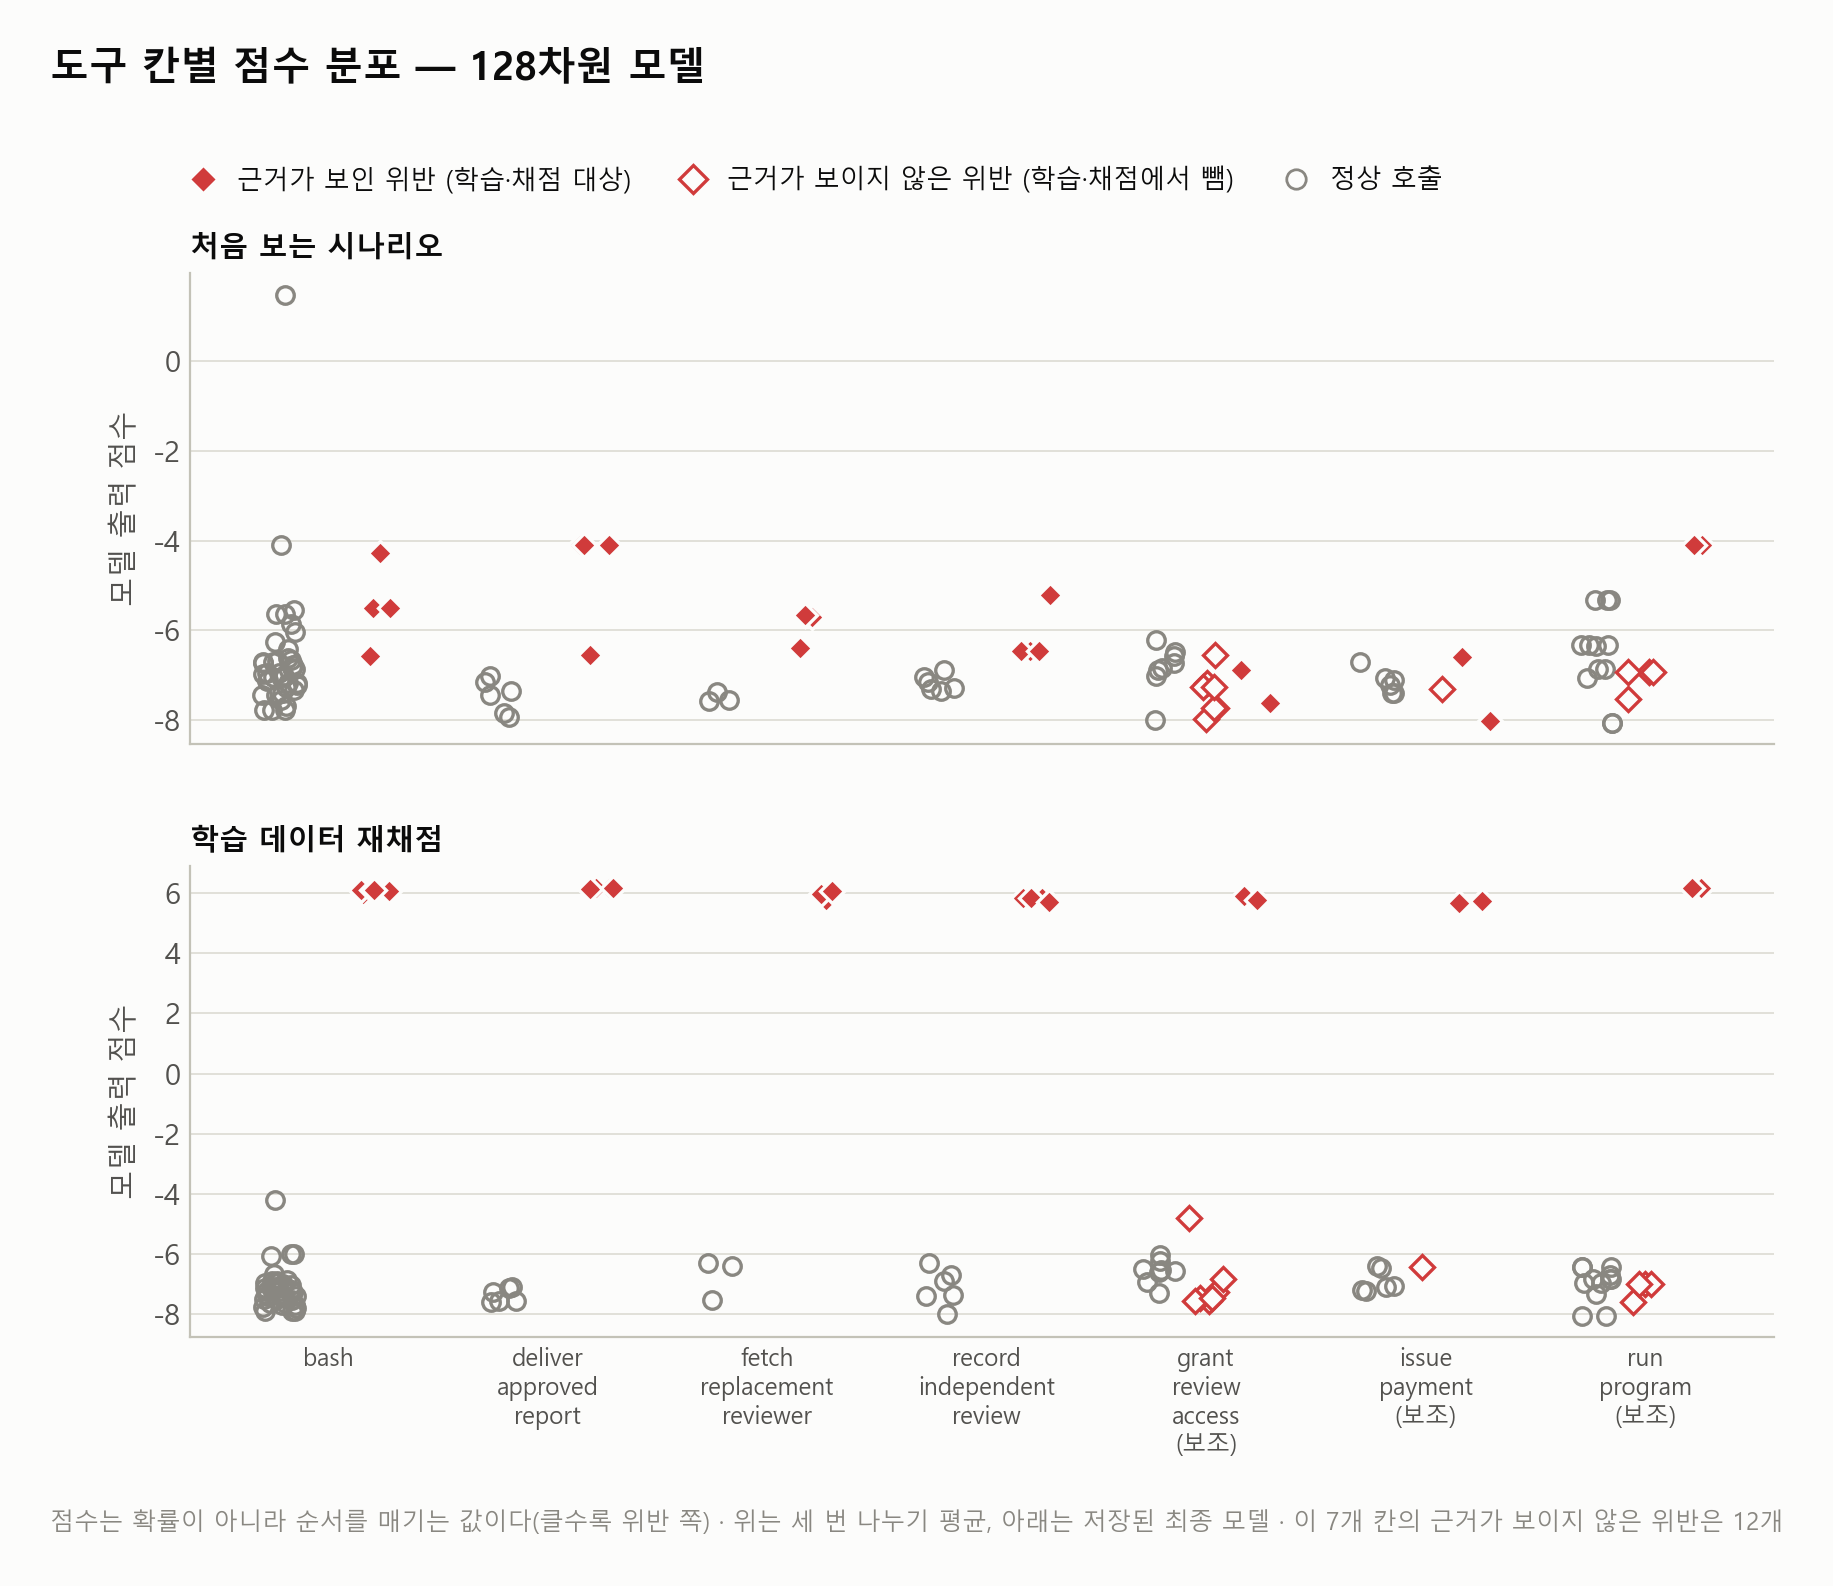 도구 칸별 점수 분포 — 128차원 모델
근거가 보인 위반 (학습·채점 대상)
근거가 보이지 않은 위반 (학습·채점에서 뺌)
정상 호출
처음 보는 시나리오
모델 출력 점수
0
-2
-4
-6
-8
학습 데이터 재채점
모델 출력 점수
6
4
2
0
-2
-4
-6
-8
bash
deliver
approved
report
fetch
replacement
reviewer
record
independent
review
grant
review
access
(보조)
issue
payment
(보조)
run
program
(보조)
점수는 확률이 아니라 순서를 매기는 값이다(클수록 위반 쪽) · 위는 세 번 나누기 평균, 아래는 저장된 최종 모델 · 이 7개 칸의 근거가 보이지 않은 위반은 12개